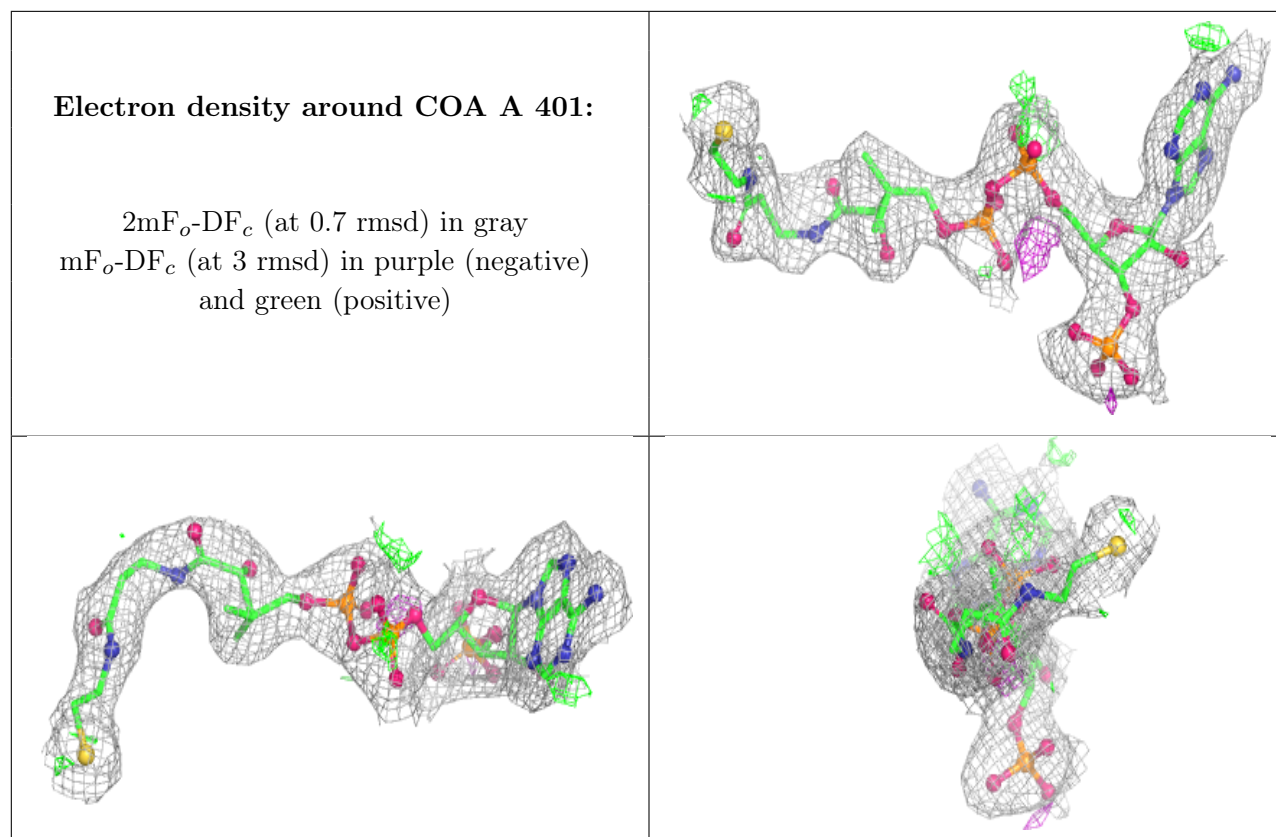 Electron density around COA A 401:
2mFₒ-DF𝒸 (at 0.7 rmsd) in gray
mFₒ-DF𝒸 (at 3 rmsd) in purple (negative)
and green (positive)